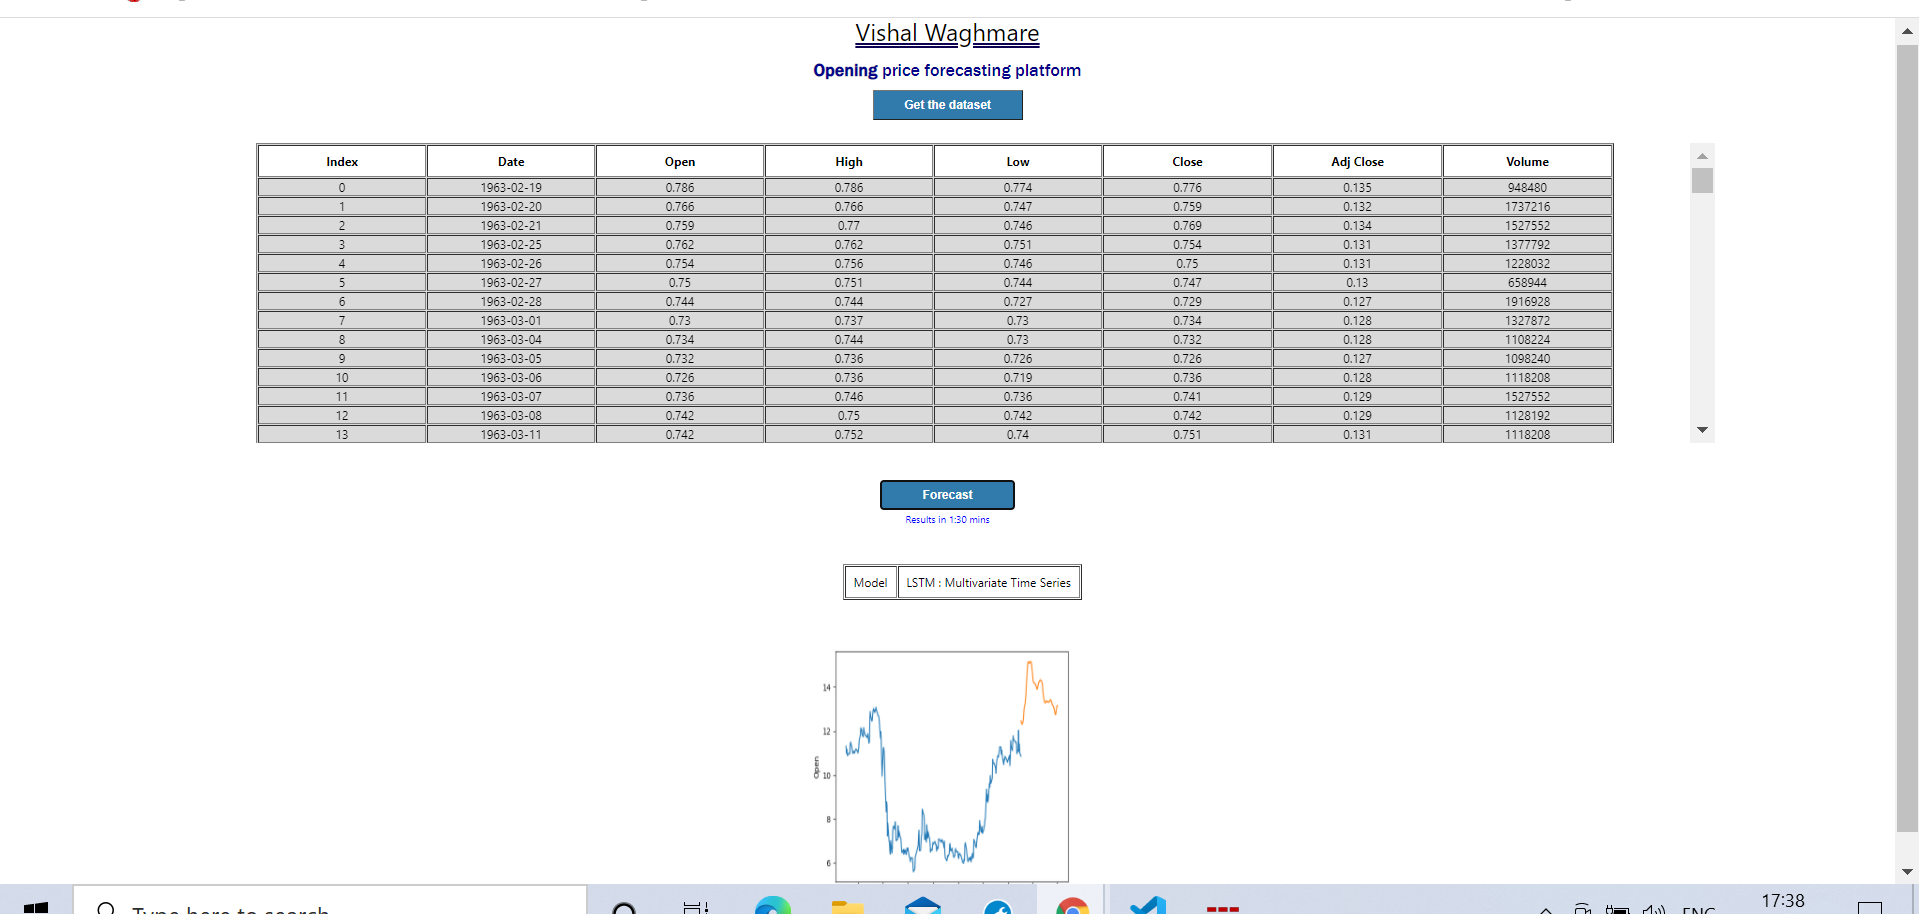 Vishal Waghmare
Opening price forecasting platform
Get the dataset
Index Date Open High Low Close Adj Close Volume
0 1963-02-19 0.786 0.786 0.774 0.776 0.135 948480
1 1963-02-20 0.766 0.766 0.747 0.759 0.132 1737216
2 1963-02-21 0.759 0.77 0.746 0.769 0.134 1527552
3 1963-02-25 0.762 0.762 0.751 0.754 0.131 1377792
4 1963-02-26 0.754 0.756 0.746 0.75 0.131 1228032
5 1963-02-27 0.75 0.751 0.744 0.747 0.13 658944
6 1963-02-28 0.744 0.744 0.727 0.729 0.127 1916928
7 1963-03-01 0.73 0.737 0.73 0.734 0.128 1327872
8 1963-03-04 0.734 0.744 0.73 0.732 0.128 1108224
9 1963-03-05 0.732 0.736 0.726 0.726 0.127 1098240
10 1963-03-06 0.726 0.736 0.719 0.736 0.128 1118208
11 1963-03-07 0.736 0.746 0.736 0.741 0.129 1527552
12 1963-03-08 0.742 0.75 0.742 0.742 0.129 1128192
13 1963-03-11 0.742 0.752 0.74 0.751 0.131 1118208
Forecast
Results in 1:30 mins
Model LSTM : Multivariate Time Series
14
12
Open
10
8
6
Type here to search
ENG
17:38